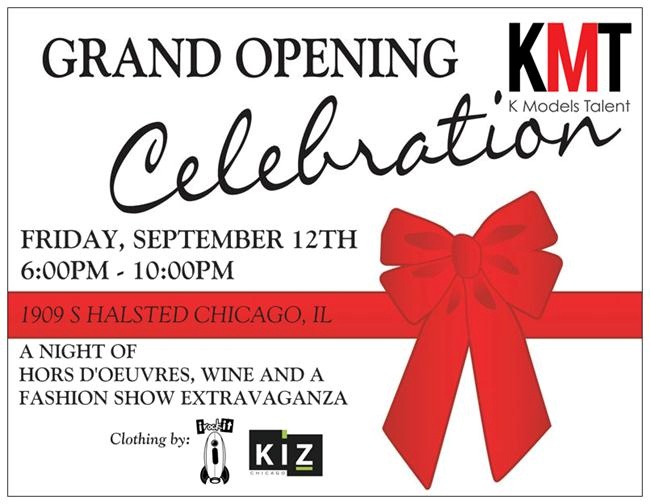 GRAND OPENING
KMT
K Models Talent
Celebration
FRIDAY, SEPTEMBER 12TH
6:00PM - 10:00PM
1909 S HALSTED CHICAGO, IL
A NIGHT OF
HORS D'OEUVRES, WINE AND A
FASHION SHOW EXTRAVAGANZA
Clothing by:
irockit
KIZ
CHICAGO